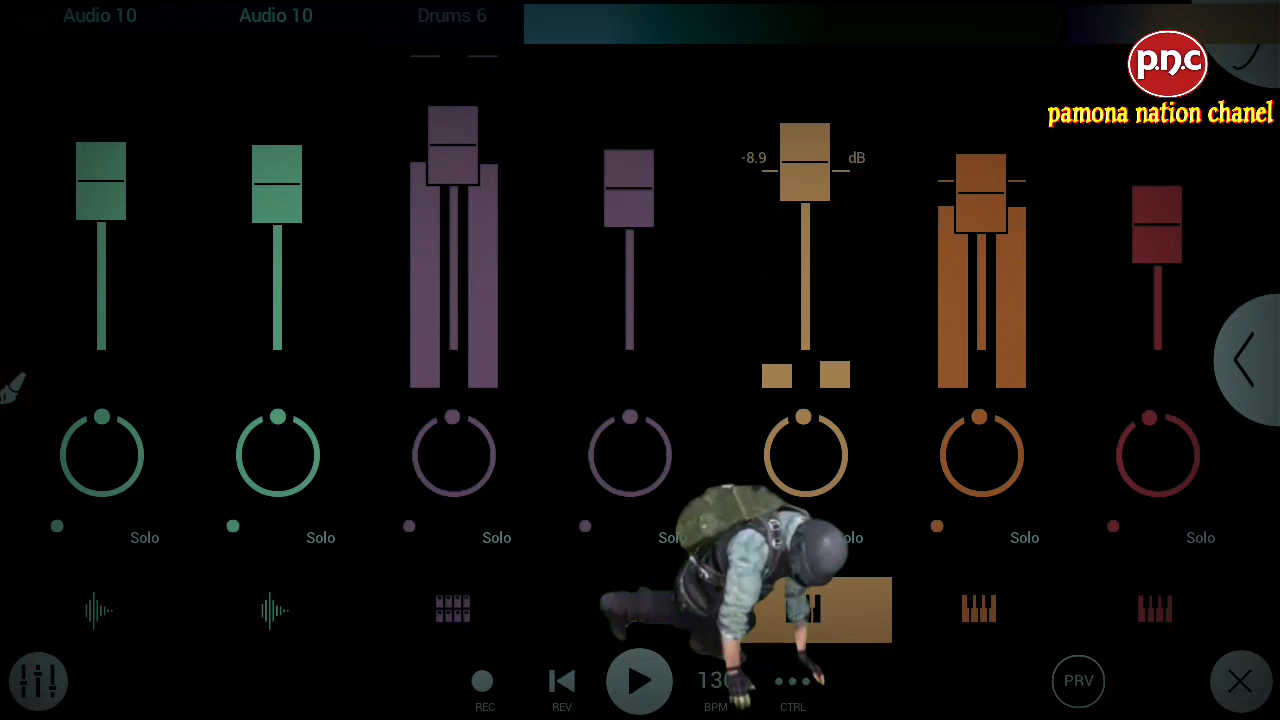 Audio 10
Audio 10
Drums 6
p.n.c
pamona nation chanel
-8.9
dB
Solo
Solo
Solo
Solo
Solo
Solo
REC
REV
130
BPM
CTRL
PRV